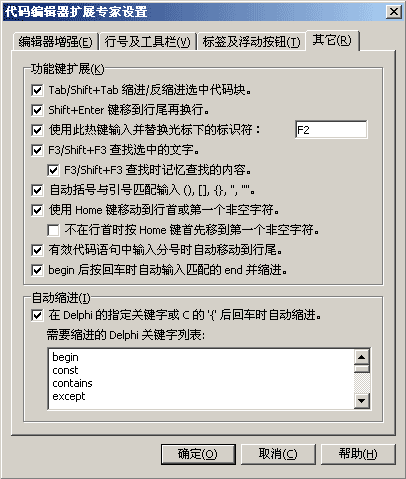 代码编辑器扩展专家设置
编辑器增强(E) 行号及工具栏(V) 标签及浮动按钮(T) 其它(R)
功能键扩展(K)
Tab/Shift+Tab 缩进/反缩进选中代码块。
Shift+Enter 键移到行尾再换行。
使用此热键输入并替换光标下的标识符： F2
F3/Shift+F3 查找选中的文字。
F3/Shift+F3 查找时记忆查找的内容。
自动括号与引号匹配输入 (), [], {}, '', "".
使用 Home 键移动到行首或第一个非空字符。
不在行首时按 Home 键首先移到第一个非空字符。
有效代码语句中输入分号时自动移动到行尾。
begin 后按回车时自动输入匹配的 end 并缩进。
自动缩进(I)
在 Delphi 的指定关键字或 C 的 '{' 后回车时自动缩进。
需要缩进的 Delphi 关键字列表:
begin
const
contains
except
确定(O) 取消(C) 帮助(H)